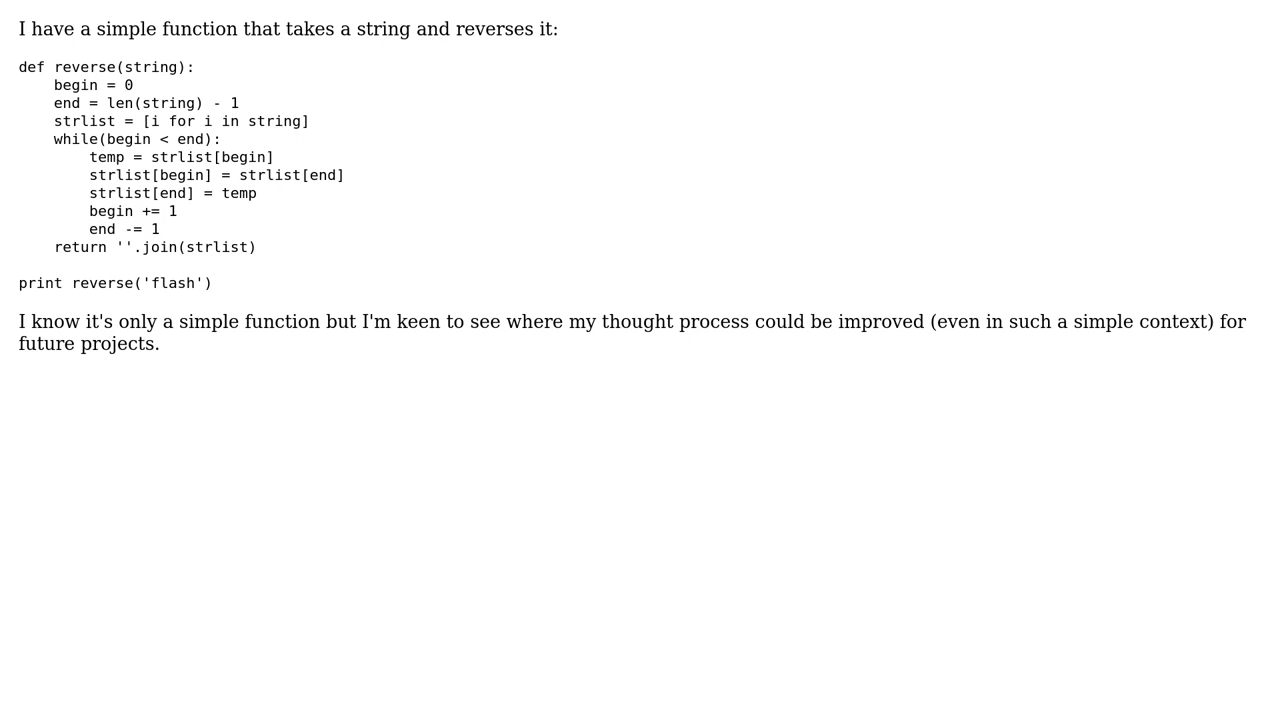 I have a simple function that takes a string and reverses it:
def reverse(string):
    begin = 0
    end = len(string) - 1
    strlist = [i for i in string]
    while(begin < end):
        temp = strlist[begin]
        strlist[begin] = strlist[end]
        strlist[end] = temp
        begin += 1
        end -= 1
    return ''.join(strlist)

print reverse('flash')
I know it's only a simple function but I'm keen to see where my thought process could be improved (even in such a simple context) for
future projects.